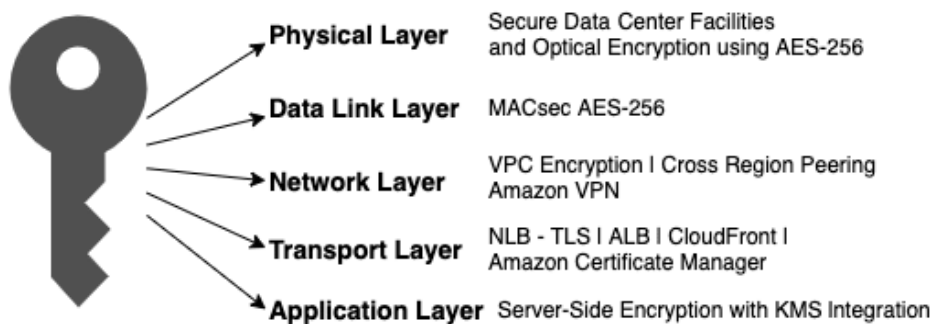 Physical Layer
Secure Data Center Facilities
and Optical Encryption using AES-256
Data Link Layer
MACsec AES-256
Network Layer
VPC Encryption I Cross Region Peering
Amazon VPN
Transport Layer
NLB - TLS I ALB I CloudFront I
Amazon Certificate Manager
Application Layer
Server-Side Encryption with KMS Integration